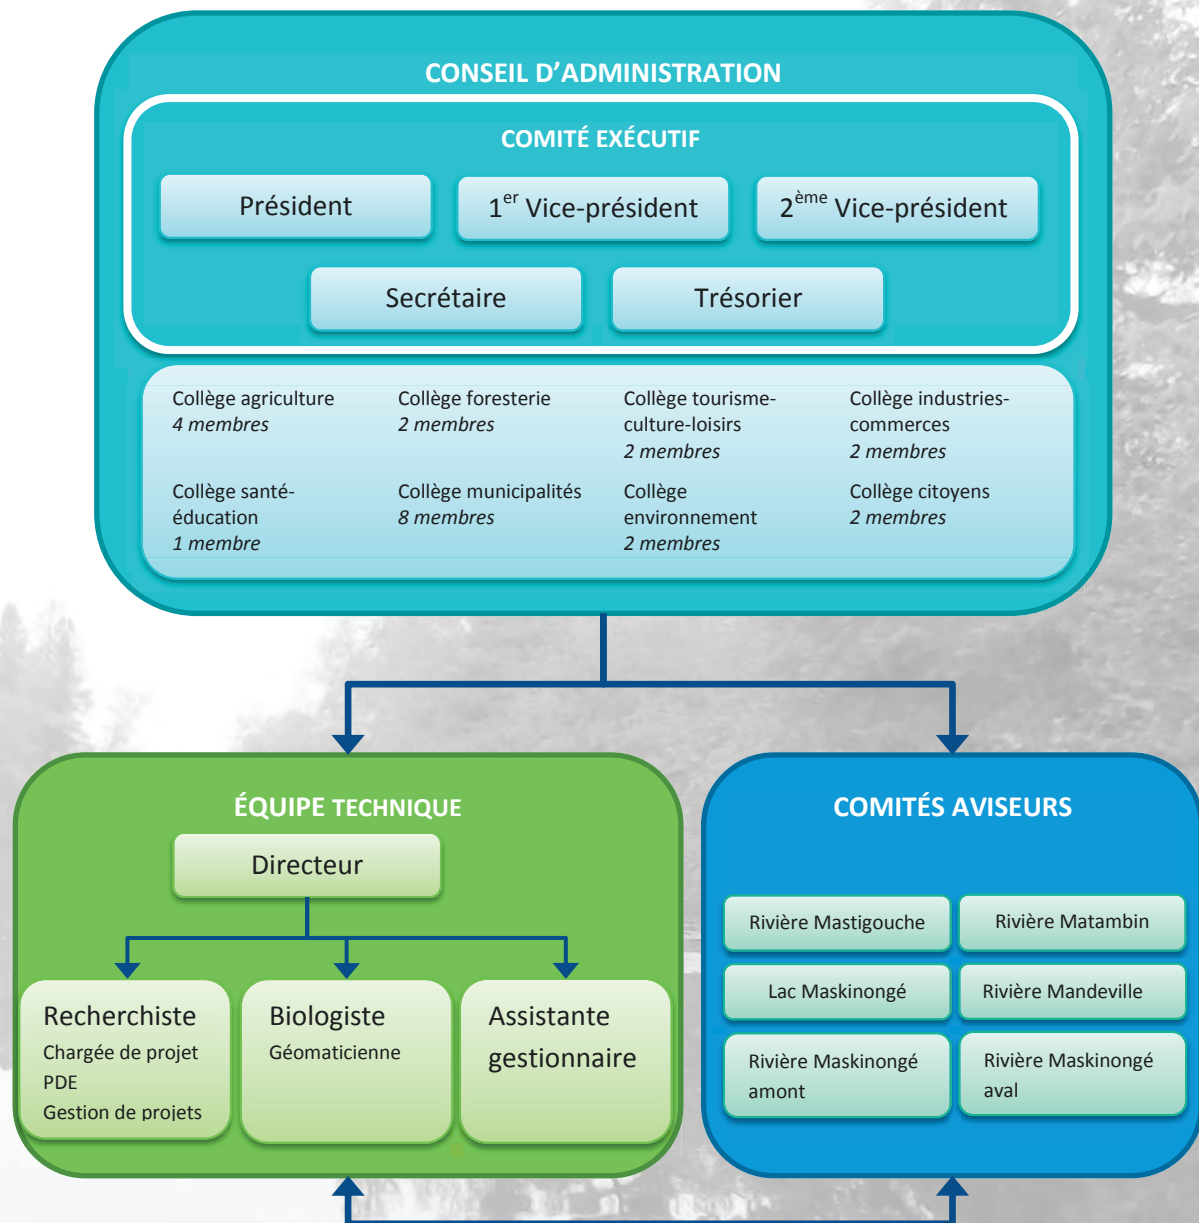 CONSEIL D'ADMINISTRATION
COMITÉ EXÉCUTIF
Président
1er Vice-président
2ème Vice-président
Secrétaire
Trésorier
Collège agriculture
4 membres
Collège foresterie
2 membres
Collège tourisme-
culture-loisirs
2 membres
Collège industries-
commerces
2 membres
Collège santé-
éducation
1 membre
Collège municipalités
8 membres
Collège
environnement
2 membres
Collège citoyens
2 membres
ÉQUIPE TECHNIQUE
Directeur
Recherchiste
Chargée de projet
PDE
Gestion de projets
Biologiste
Géomaticienne
Assistante
gestionnaire
COMITÉS AVISEURS
Rivière Mastigouche
Rivière Matambin
Lac Maskinongé
Rivière Mandeville
Rivière Maskinongé
amont
Rivière Maskinongé
aval